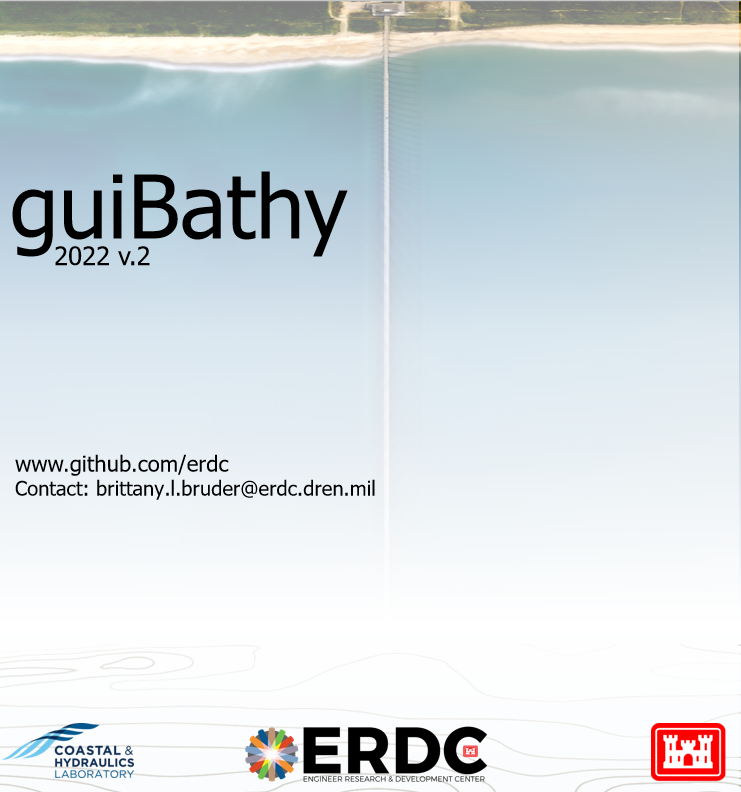 guiBathy
2022 v.2
www.github.com/erdc
Contact: brittany.l.bruder@erdc.dren.mil
COASTAL &
HYDRAULICS
LABORATORY
ERDC
ENGINEER RESEARCH & DEVELOPMENT CENTER